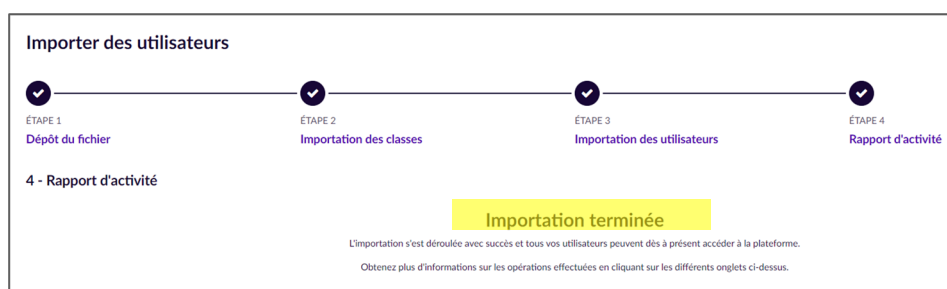 Importer des utilisateurs
ÉTAPE 1
Dépôt du fichier
ÉTAPE 2
Importation des classes
ÉTAPE 3
Importation des utilisateurs
ÉTAPE 4
Rapport d'activité
4 - Rapport d'activité
Importation terminée
L'importation s'est déroulée avec succès et tous vos utilisateurs peuvent dès à présent accéder à la plateforme.
Obtenez plus d'informations sur les opérations effectuées en cliquant sur les différents onglets ci-dessus.